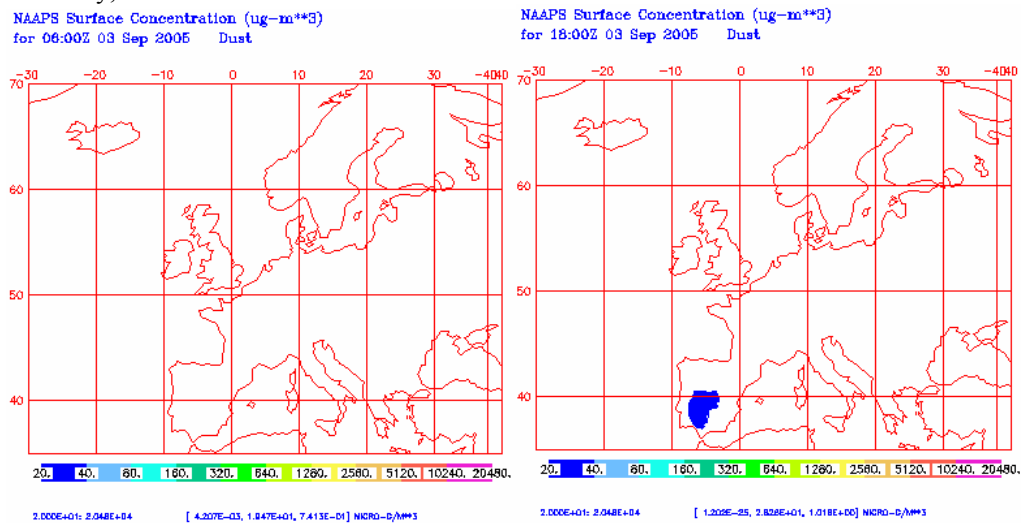 NAAPS Surface Concentration (ug-m**3)
for 06:00Z 03 Sep 2005 Dust
-30 -20 -10 0 10 20 30 -4040
70
60
50
40
20. 40. 80. 160. 320. 640. 1280. 2560. 5120. 10240. 20480.
2.000E+01: 2.048E+04 [ 4.207E-03, 1.947E+01, 7.413E-01] MICRO-G/M**3
NAAPS Surface Concentration (ug-m**3)
for 18:00Z 03 Sep 2005 Dust
-30 -20 -10 0 10 20 30 -4040
70
60
50
40
20. 40. 80. 160. 320. 640. 1280. 2560. 5120. 10240. 20480.
2.000E+01: 2.048E+04 [ 1.202E-25, 2.828E+01, 1.018E+00] MICRO-G/M**3